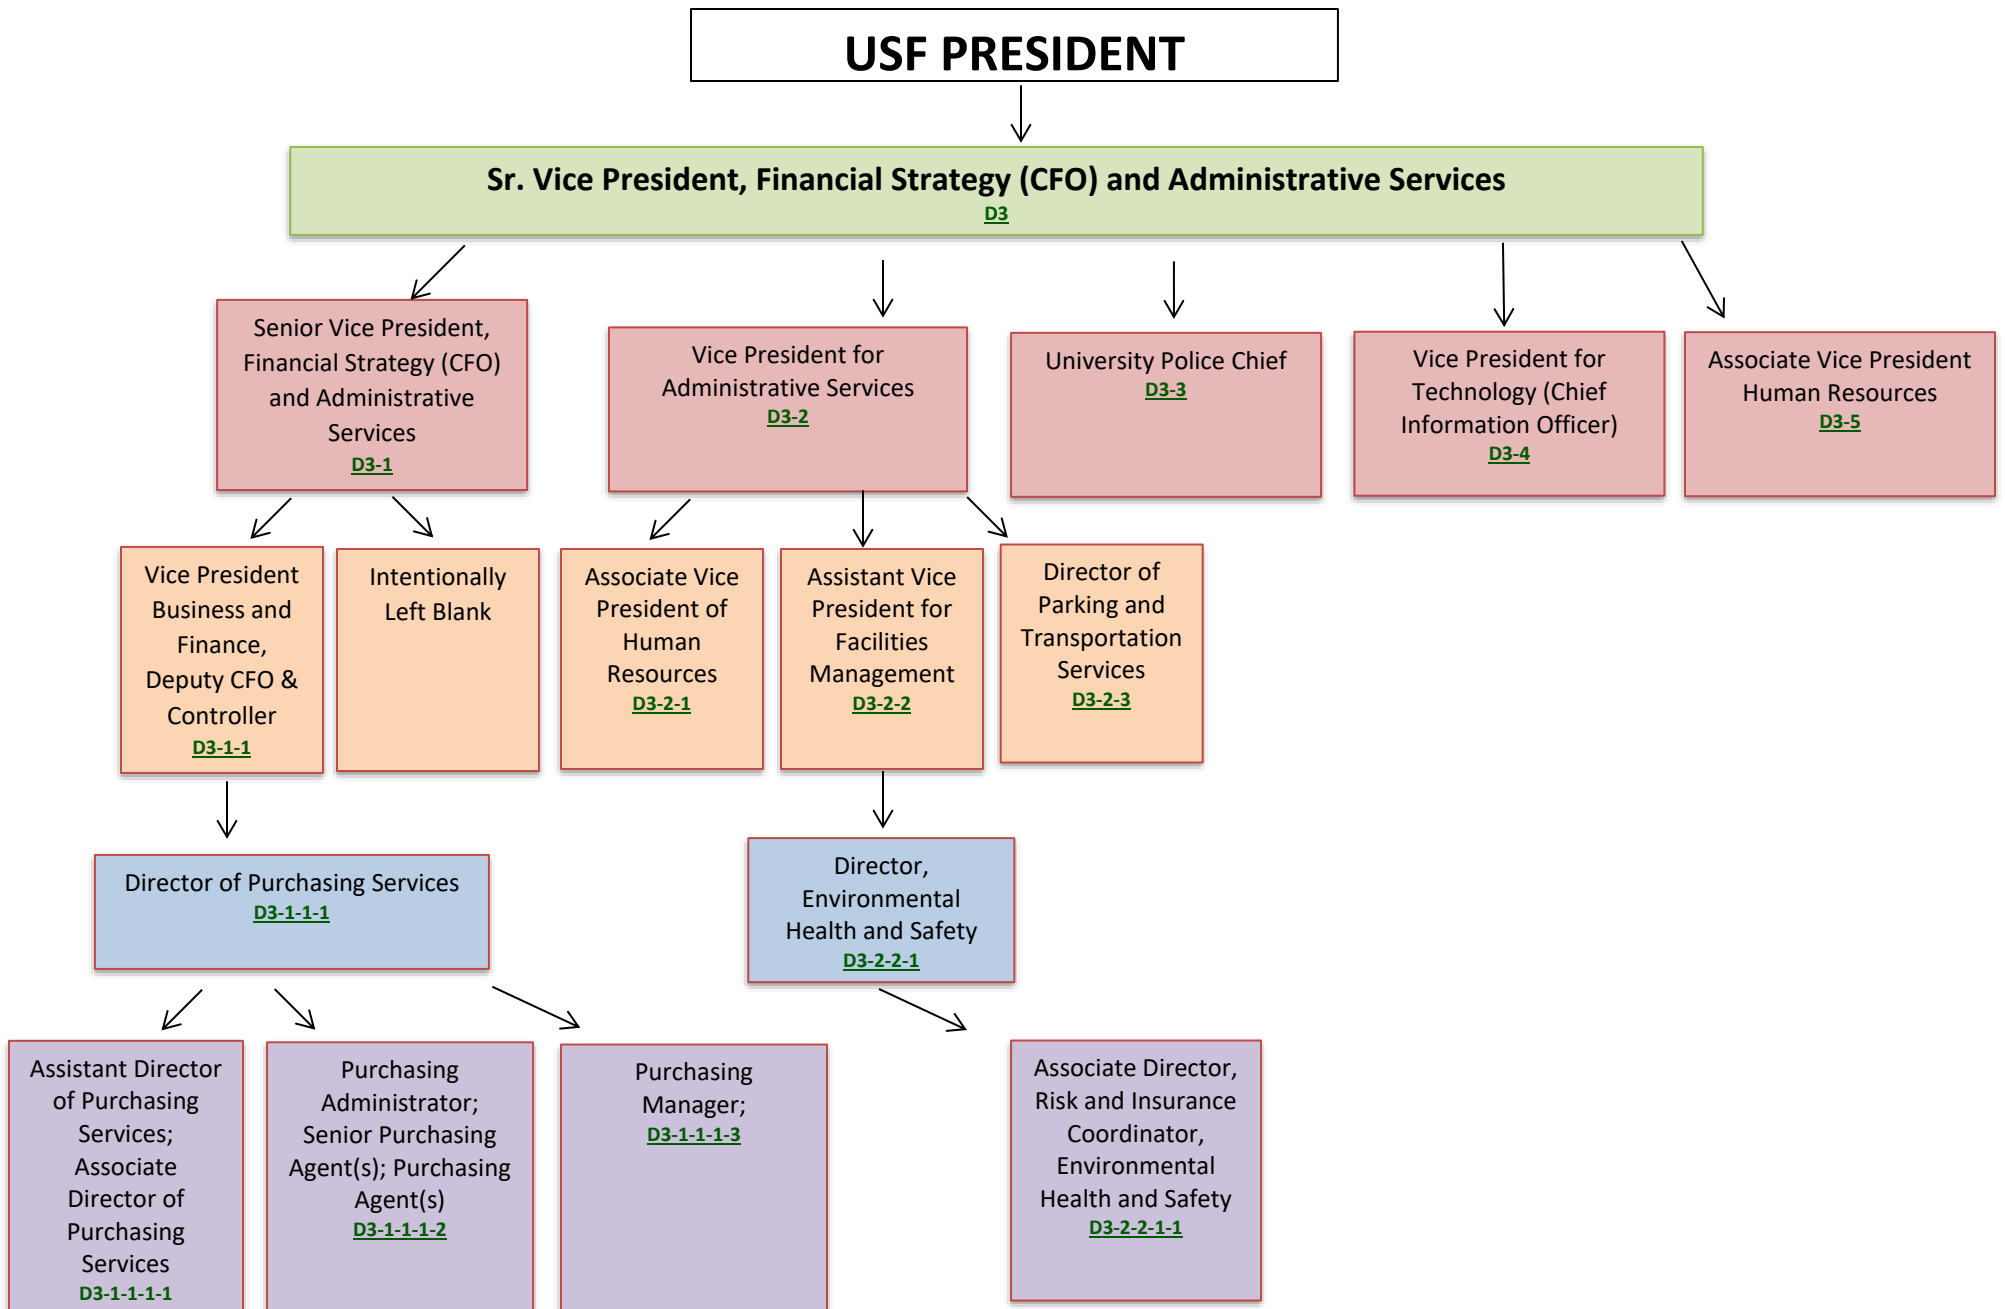 USF PRESIDENT
Sr. Vice President, Financial Strategy (CFO) and Administrative Services
D3
Senior Vice President,
Financial Strategy (CFO)
and Administrative
Services
D3-1
Vice President for
Administrative Services
D3-2
University Police Chief
D3-3
Vice President for
Technology (Chief
Information Officer)
D3-4
Associate Vice President
Human Resources
D3-5
Vice President
Business and
Finance,
Deputy CFO &
Controller
D3-1-1
Intentionally
Left Blank
Associate Vice
President of
Human
Resources
D3-2-1
Assistant Vice
President for
Facilities
Management
D3-2-2
Director of
Parking and
Transportation
Services
D3-2-3
Director of Purchasing Services
D3-1-1-1
Director,
Environmental
Health and Safety
D3-2-2-1
Assistant Director
of Purchasing
Services;
Associate
Director of
Purchasing
Services
D3-1-1-1-1
Purchasing
Administrator;
Senior Purchasing
Agent(s); Purchasing
Agent(s)
D3-1-1-1-2
Purchasing
Manager;
D3-1-1-1-3
Associate Director,
Risk and Insurance
Coordinator,
Environmental
Health and Safety
D3-2-2-1-1